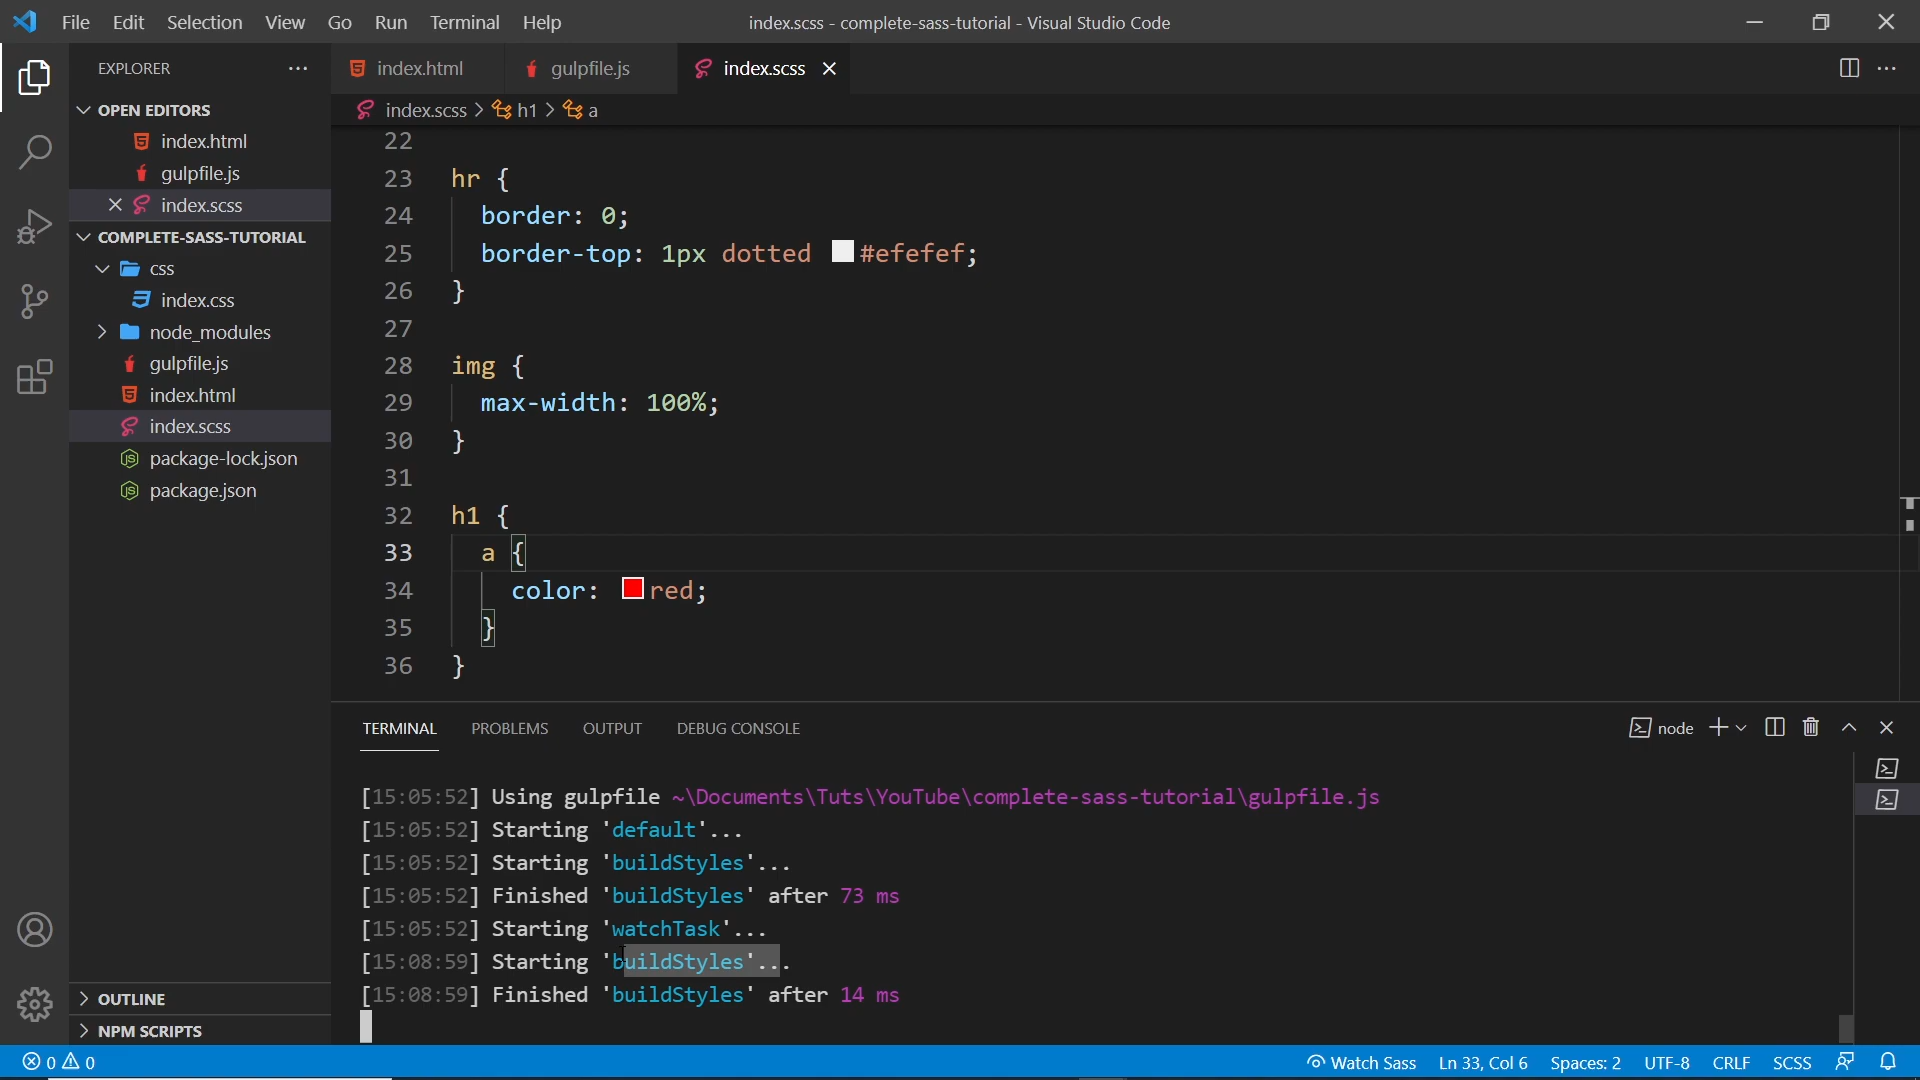 File Edit Selection View Go Run Terminal Help
index.scss - complete-sass-tutorial - Visual Studio Code
EXPLORER
OPEN EDITORS
index.html
gulpfile.js
index.scss
COMPLETE-SASS-TUTORIAL
css
index.css
node_modules
gulpfile.js
index.html
index.scss
package-lock.json
package.json
OUTLINE
NPM SCRIPTS
index.html gulpfile.js index.scss
index.scss > h1 > a
22
23 hr {
24 border: 0;
25 border-top: 1px dotted #efefef;
26 }
27
28 img {
29 max-width: 100%;
30 }
31
32 h1 {
33 a {
34 color: red;
35 }
36 }
TERMINAL PROBLEMS OUTPUT DEBUG CONSOLE
node
[15:05:52] Using gulpfile ~\Documents\Tuts\YouTube\complete-sass-tutorial\gulpfile.js
[15:05:52] Starting 'default'...
[15:05:52] Starting 'buildStyles'...
[15:05:52] Finished 'buildStyles' after 73 ms
[15:05:52] Starting 'watchTask'...
[15:08:59] Starting 'buildStyles'...
[15:08:59] Finished 'buildStyles' after 14 ms
0 0
Watch Sass Ln 33, Col 6 Spaces: 2 UTF-8 CRLF SCSS